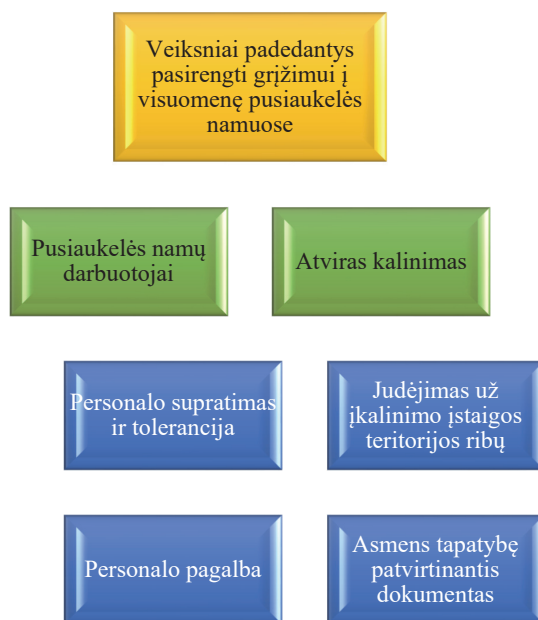 Veiksniai padedantys
pasirengti grįžimui į
visuomenę pusiaukelės
namuose
Pusiaukelės namų
darbuotojai
Atviras kalinimas
Personalo supratimas
ir tolerancija
Judėjimas už
įkalinimo įstaigos
teritorijos ribų
Personalo pagalba
Asmens tapatybę
patvirtinantis
dokumentas